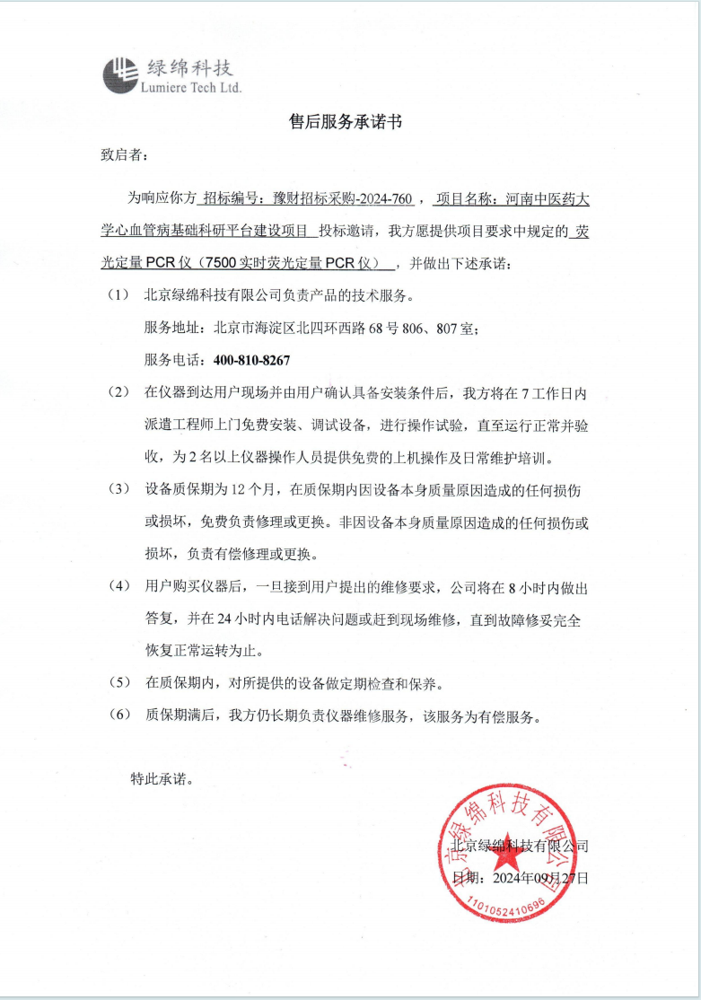 绿绵科技
Lumiere Tech Ltd.
售后服务承诺书
致启者：
为响应你方 招标编号：豫财招标采购-2024-760 ，项目名称：河南中医药大
学心血管病基础科研平台建设项目 投标邀请，我方愿提供项目要求中规定的 荧
光定量 PCR 仪（7500 实时荧光定量 PCR 仪） ，并做出下述承诺：
（1） 北京绿绵科技有限公司负责产品的技术服务。
服务地址：北京市海淀区北四环西路 68 号 806、807 室；
服务电话：400-810-8267
（2） 在仪器到达用户现场并由用户确认具备安装条件后，我方将在 7 工作日内
派遣工程师上门免费安装、调试设备，进行操作试验，直至运行正常并验
收，为 2 名以上仪器操作人员提供免费的上机操作及日常维护培训。
（3） 设备质保期为 12 个月，在质保期内因设备本身质量原因造成的任何损伤
或损坏，免费负责修理或更换。非因设备本身质量原因造成的任何损伤或
损坏，负责有偿修理或更换。
（4） 用户购买仪器后，一旦接到用户提出的维修要求，公司将在 8 小时内做出
答复，并在 24 小时内电话解决问题或赶到现场维修，直到故障修妥完全
恢复正常运转为止。
（5） 在质保期内，对所提供的设备做定期检查和保养。
（6） 质保期满后，我方仍长期负责仪器维修服务，该服务为有偿服务。
特此承诺。
北京绿绵科技有限公司
北京绿绵科技有限公司
日期：2024年09月27日
1101052410696